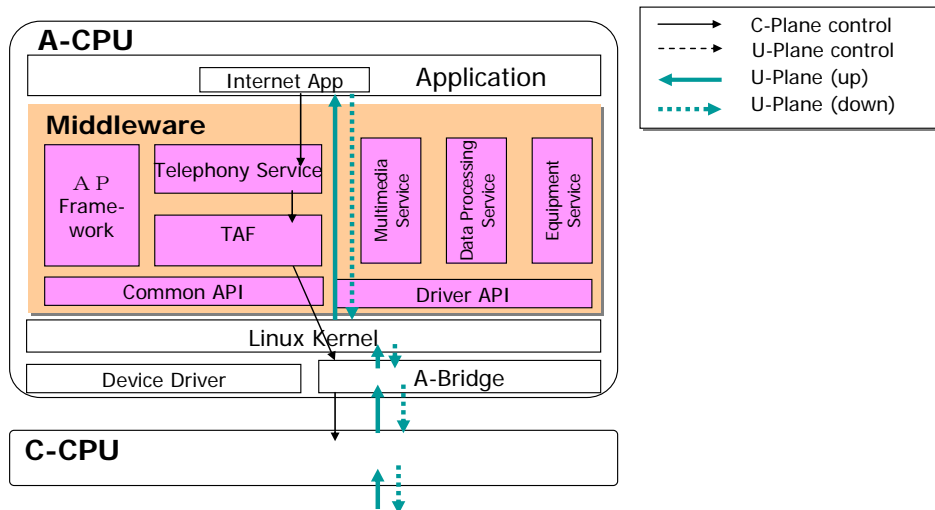 A-CPU
Internet App
Application
Middleware
A P
Frame-
work
Telephony Service
TAF
Multimedia
Service
Data Processing
Service
Equipment
Service
Common API
Driver API
Linux Kernel
Device Driver
A-Bridge
C-CPU
C-Plane control
U-Plane control
U-Plane (up)
U-Plane (down)